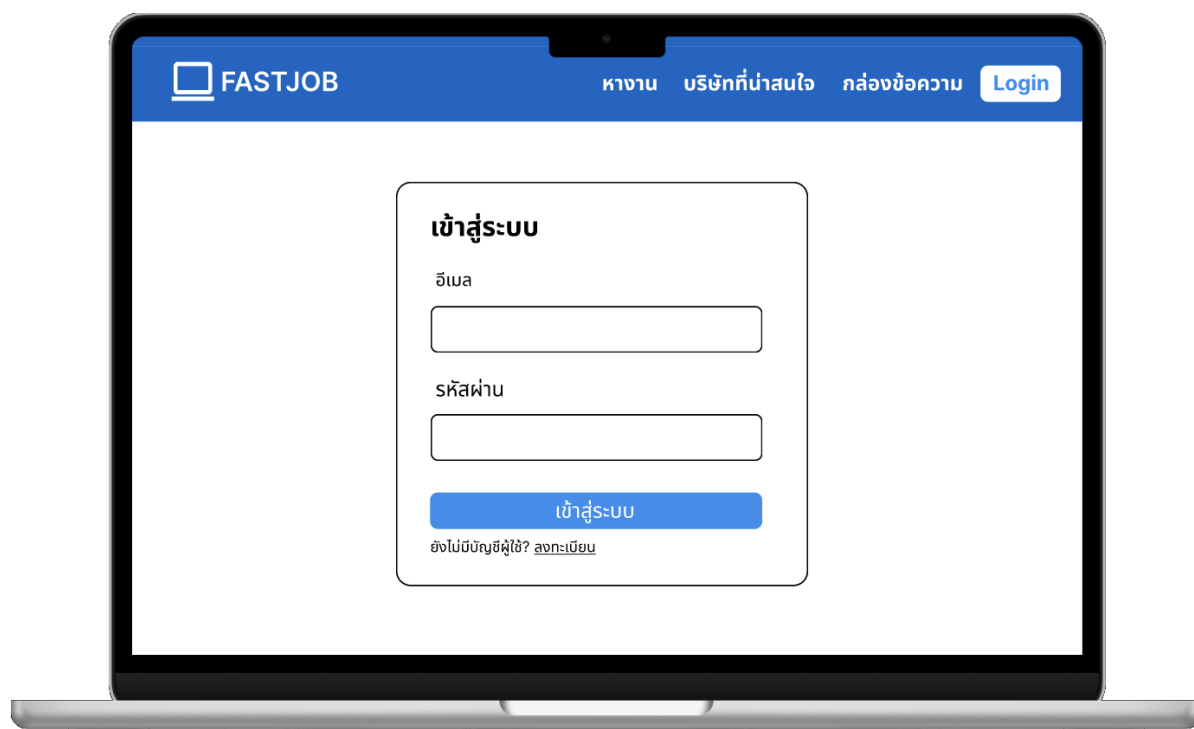 FASTJOB หางาน บริษัทที่น่าสนใจ กล่องข้อความ Login
เข้าสู่ระบบ
อีเมล
รหัสผ่าน
เข้าสู่ระบบ
ยังไม่มีบัญชีผู้ใช้? ลงทะเบียน